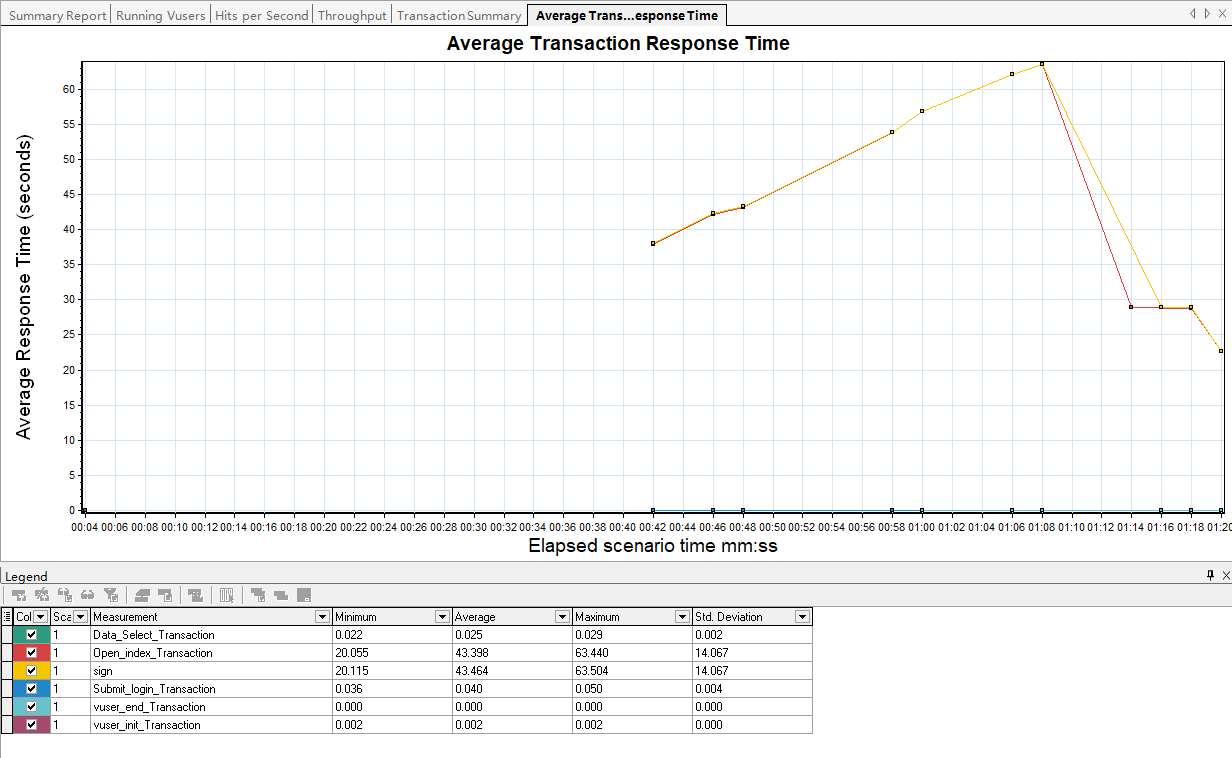 Summary Report Running Vusers Hits per Second Throughput Transaction Summary Average Trans...esponse Time
Average Transaction Response Time
60
55
50
45
40
35
30
25
20
15
10
5
0
Average Response Time (seconds)
00:04 00:06 00:08 00:10 00:12 00:14 00:16 00:18 00:20 00:22 00:24 00:26 00:28 00:30 00:32 00:34 00:36 00:38 00:40 00:42 00:44 00:46 00:48 00:50 00:52 00:54 00:56 00:58 01:00 01:02 01:04 01:06 01:08 01:10 01:12 01:14 01:16 01:18 01:20
Elapsed scenario time mm:ss
Legend
Col Sca Measurement Minimum Average Maximum Std. Deviation
1 Data_Select_Transaction 0.022 0.025 0.029 0.002
1 Open_index_Transaction 20.055 43.398 63.440 14.067
1 sign 20.115 43.464 63.504 14.067
1 Submit_login_Transaction 0.036 0.040 0.050 0.004
1 vuser_end_Transaction 0.000 0.000 0.000 0.000
1 vuser_init_Transaction 0.002 0.002 0.002 0.000